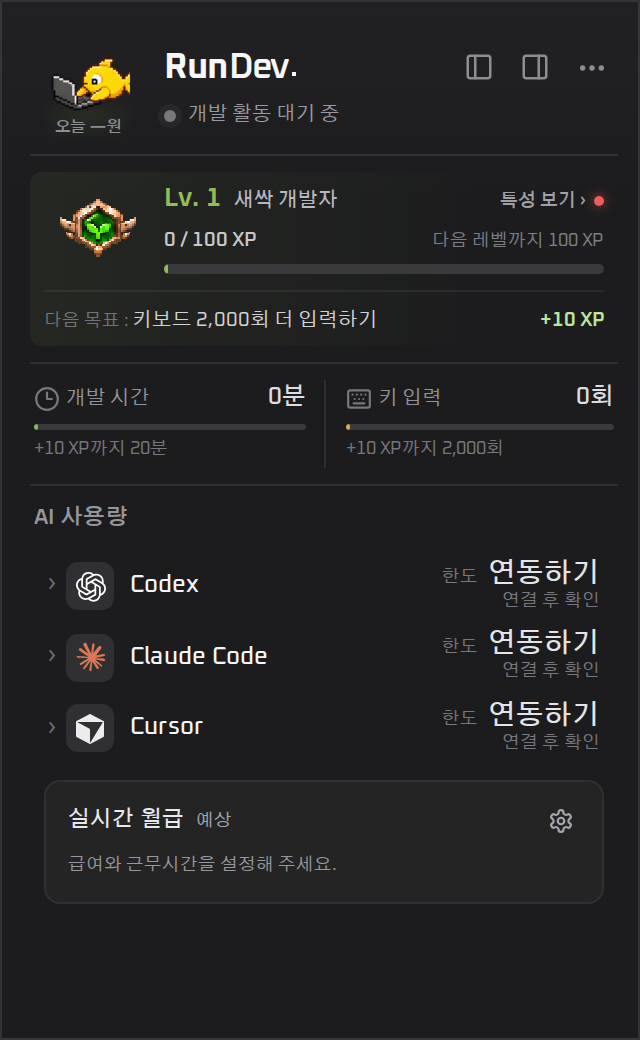 RunDev.
개발 활동 대기 중
오늘 —원
Lv. 1 새싹 개발자 특성 보기 ›
0 / 100 XP 다음 레벨까지 100 XP
다음 목표 : 키보드 2,000회 더 입력하기 +10 XP
개발 시간 0분
+10 XP까지 20분
키 입력 0회
+10 XP까지 2,000회
AI 사용량
› Codex 한도 연동하기
연결 후 확인
› Claude Code 한도 연동하기
연결 후 확인
› Cursor 한도 연동하기
연결 후 확인
실시간 월급 예상
급여와 근무시간을 설정해 주세요.